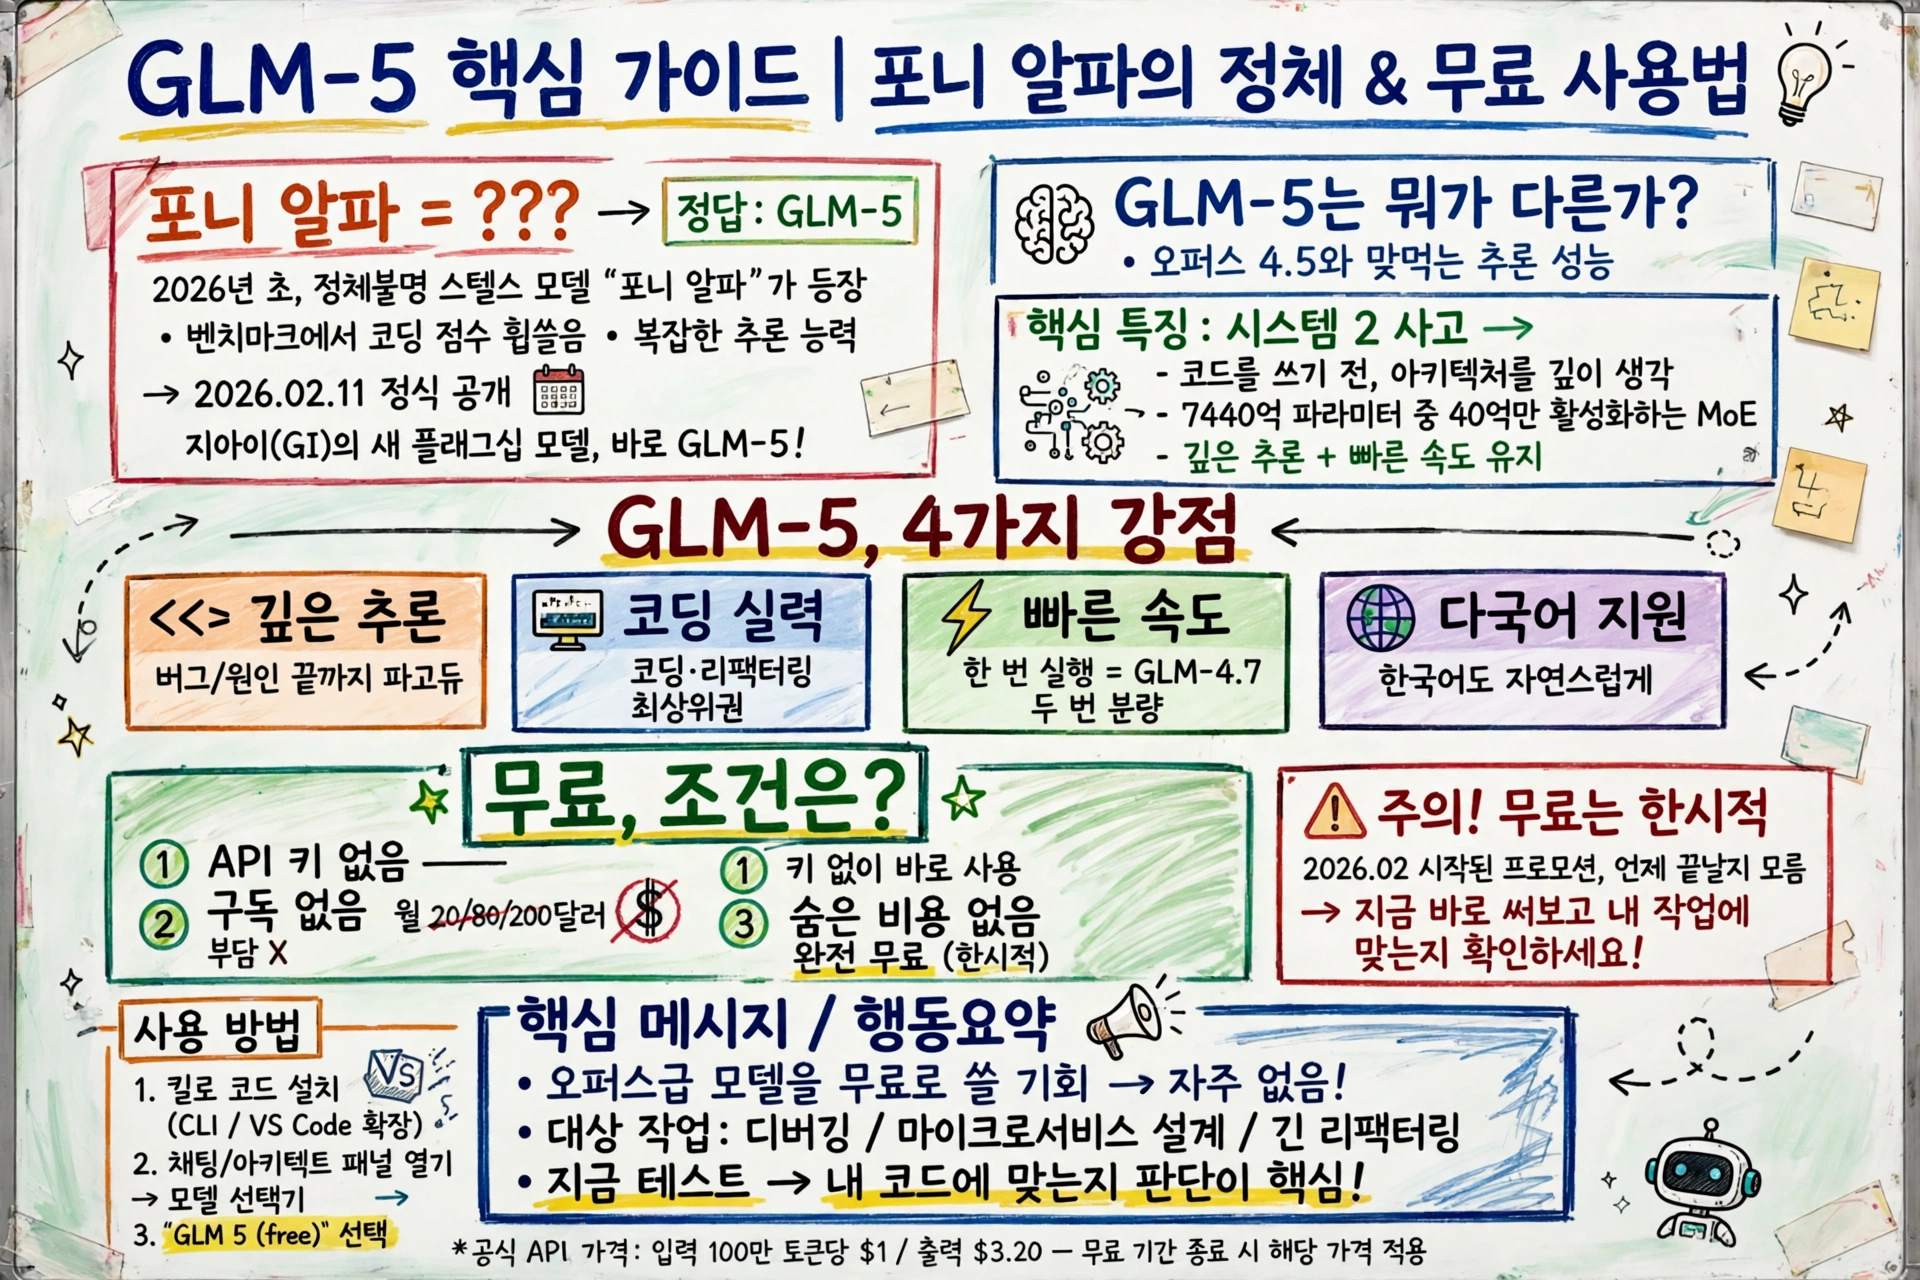 GLM-5 핵심 가이드 | 포니 알파의 정체 & 무료 사용법
포니 알파 = ??? → 정답: GLM-5
2026년 초, 정체불명 스텔스 모델 “포니 알파”가 등장
• 벤치마크에서 코딩 점수 휩쓸음 • 복잡한 추론 능력
→ 2026.02.11 정식 공개
지아이(GI)의 새 플래그십 모델, 바로 GLM-5!
GLM-5는 뭐가 다른가?
• 오퍼스 4.5와 맞먹는 추론 성능
핵심 특징: 시스템 2 사고 →
- 코드를 쓰기 전, 아키텍처를 깊이 생각
- 7440억 파라미터 중 40억만 활성화하는 MoE
- 깊은 추론 + 빠른 속도 유지
GLM-5, 4가지 강점
<<> 깊은 추론
버그/원인 끝까지 파고듀
코딩 실력
코딩·리팩터링
최상위권
빠른 속도
한 번 실행 = GLM-4.7
두 번 분량
다국어 지원
한국어도 자연스럽게
무료, 조건은?
1 API 키 없음
2 구독 없음 월 20/80/200달러 $
부담 X
1 키 없이 바로 사용
3 숨은 비용 없음
완전 무료 (한시적)
주의! 무료는 한시적
2026.02 시작된 프로모션, 언제 끝날지 모름
→ 지금 바로 써보고 내 작업에
맞는지 확인하세요!
사용 방법
VS
1. 킬로 코드 설치
(CLI / VS Code 확장)
2. 채팅/아키텍트 패널 열기
→ 모델 선택기 →
3. “GLM 5 (free)” 선택
핵심 메시지 / 행동요약
• 오퍼스급 모델을 무료로 쓸 기회 → 자주 없음!
• 대상 작업: 디버깅 / 마이크로서비스 설계 / 긴 리팩터링
• 지금 테스트 → 내 코드에 맞는지 판단이 핵심!
*공식 API 가격: 입력 100만 토큰당 $1 / 출력 $3.20 — 무료 기간 종료 시 해당 가격 적용